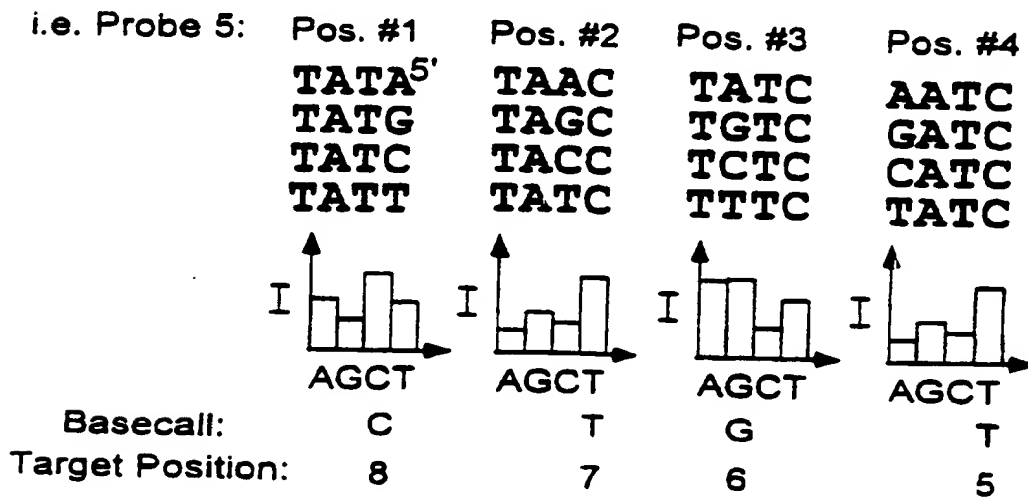 i.e. Probe 5: Pos. #1 Pos. #2 Pos. #3 Pos. #4
TATA5' TAAC TATC AATC
TATG TAGC TGTC GATC
TATC TACC TCTC CATC
TATT TATC TTTC TATC
I I I I
AGCT AGCT AGCT AGCT
Basecall: C T G T
Target Position: 8 7 6 5